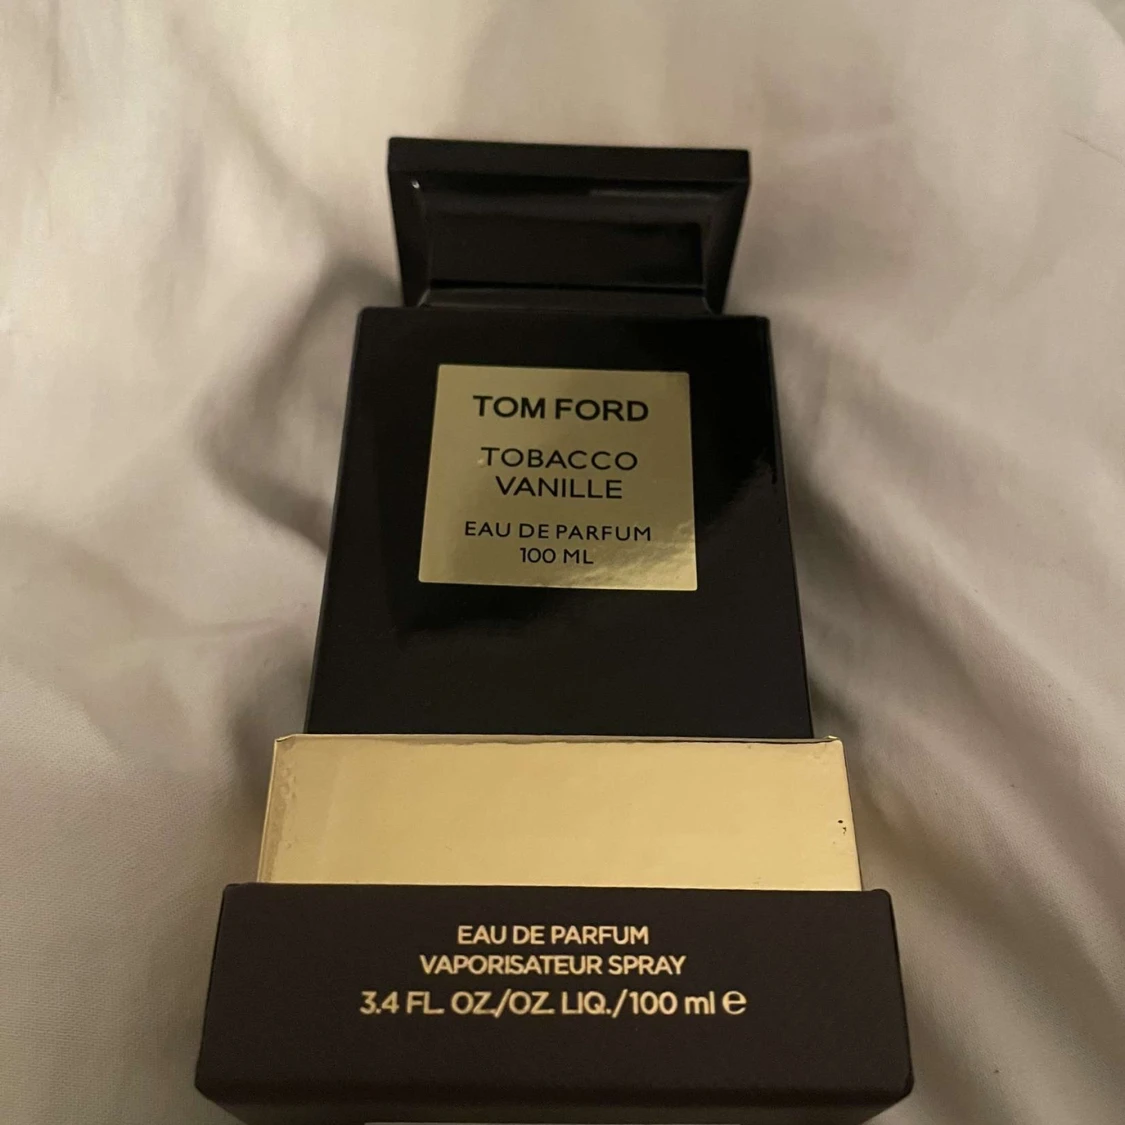 TOM FORD
TOBACCO
VANILLE
EAU DE PARFUM
100 ML
EAU DE PARFUM
VAPORISATEUR SPRAY
3.4 FL. OZ./OZ. LIQ./100 ml ℮